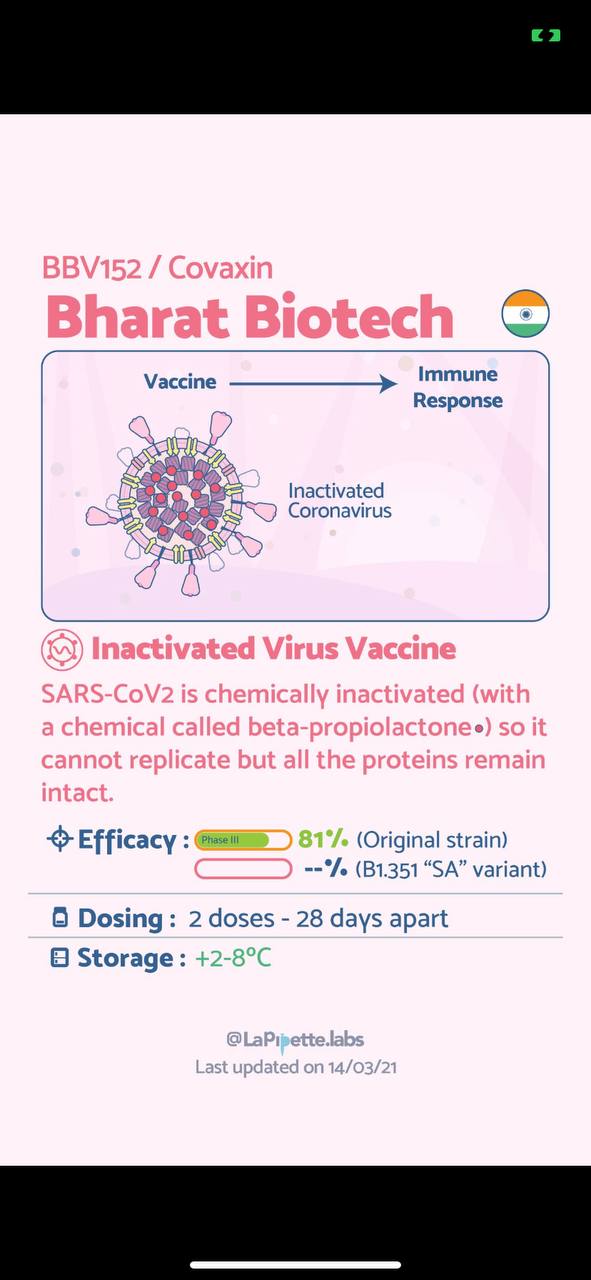 BBV152 / Covaxin
Bharat Biotech
Vaccine
Immune
Response
Inactivated
Coronavirus
Inactivated Virus Vaccine
SARS-CoV2 is chemically inactivated (with
a chemical called beta-propiolactone•) so it
cannot replicate but all the proteins remain
intact.
Efficacy : Phase III 81% (Original strain)
--% (B1.351 “SA” variant)
Dosing : 2 doses - 28 days apart
Storage : +2-8°C
@LaPipette.labs
Last updated on 14/03/21